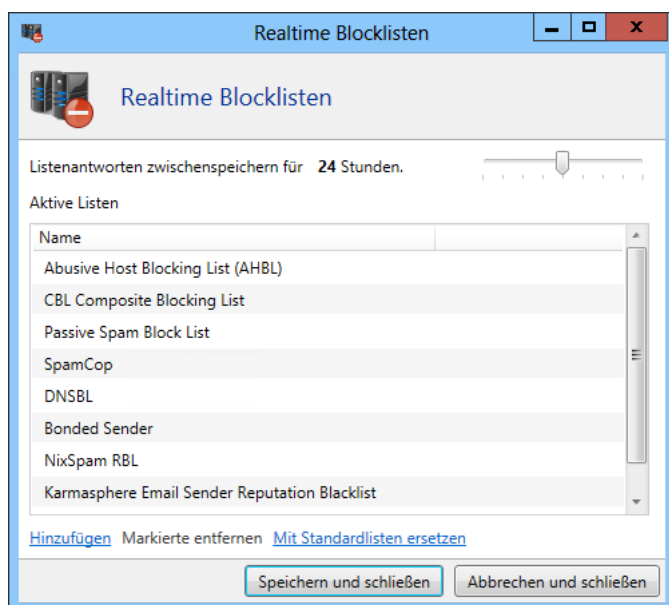 Realtime Blocklisten
Realtime Blocklisten
Listenantworten zwischenspeichern für 24 Stunden.
Aktive Listen
Name
Abusive Host Blocking List (AHBL)
CBL Composite Blocking List
Passive Spam Block List
SpamCop
DNSBL
Bonded Sender
NixSpam RBL
Karmasphere Email Sender Reputation Blacklist
Hinzufügen Markierte entfernen Mit Standardlisten ersetzen
Speichern und schließen Abbrechen und schließen